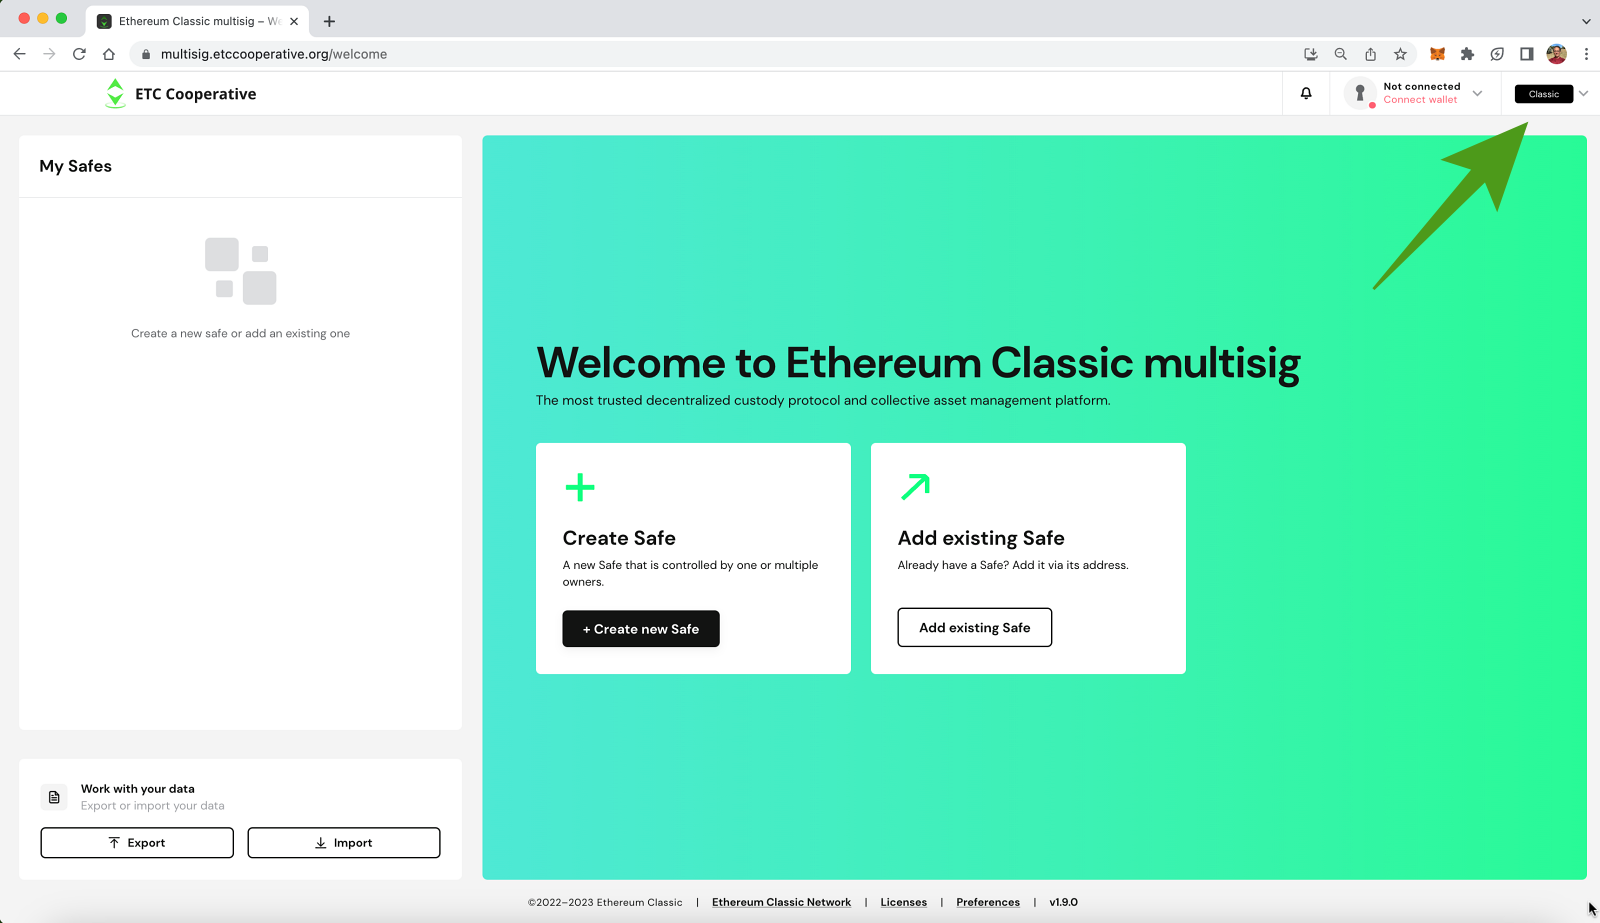 Ethereum Classic multisig – We
multisig.etccooperative.org/welcome
ETC Cooperative
Not connected
Connect wallet
Classic
My Safes
Create a new safe or add an existing one
Welcome to Ethereum Classic multisig
The most trusted decentralized custody protocol and collective asset management platform.
Create Safe
A new Safe that is controlled by one or multiple
owners.
+ Create new Safe
Add existing Safe
Already have a Safe? Add it via its address.
Add existing Safe
Work with your data
Export or import your data
Export
Import
©2022–2023 Ethereum Classic | Ethereum Classic Network | Licenses | Preferences | v1.9.0